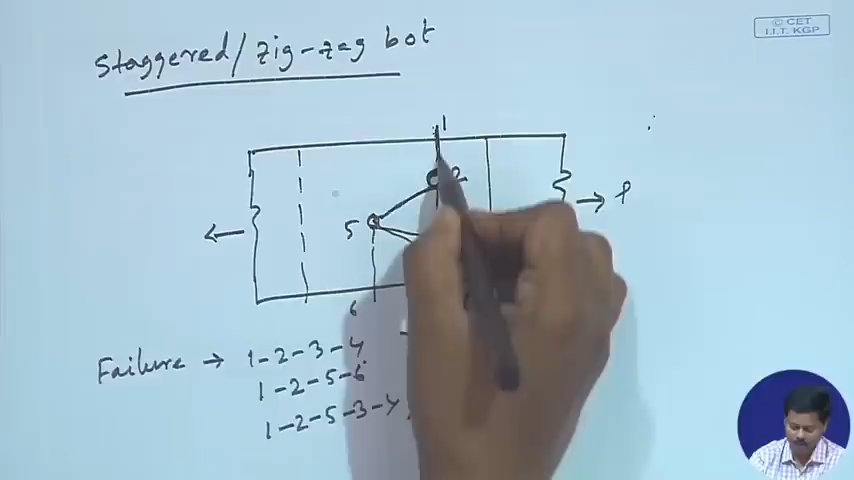 Staggered/zig-zag bot
© CET
I.I.T. KGP
1
2
5
P
6
Failure → 1-2-3-4
1-2-5-6
1-2-5-3-4